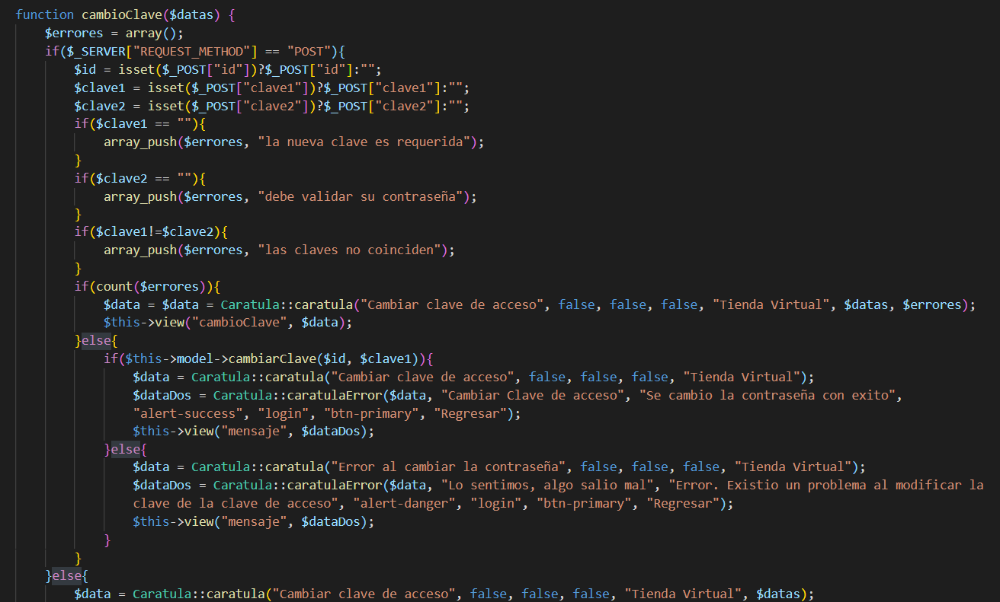 function cambioClave($datas) {
    $errores = array();
    if($_SERVER["REQUEST_METHOD"] == "POST"){
        $id = isset($_POST["id"])?$_POST["id"]:"";
        $clave1 = isset($_POST["clave1"])?$_POST["clave1"]:"";
        $clave2 = isset($_POST["clave2"])?$_POST["clave2"]:"";
        if($clave1 == ""){
            array_push($errores, "la nueva clave es requerida");
        }
        if($clave2 == ""){
            array_push($errores, "debe validar su contraseña");
        }
        if($clave1!=$clave2){
            array_push($errores, "las claves no coinciden");
        }
        if(count($errores)){
            $data = $data = Caratula::caratula("Cambiar clave de acceso", false, false, false, "Tienda Virtual", $datas, $errores);
            $this->view("cambioClave", $data);
        }else{
            if($this->model->cambiarClave($id, $clave1)){
                $data = Caratula::caratula("Cambiar clave de acceso", false, false, false, "Tienda Virtual");
                $dataDos = Caratula::caratulaError($data, "Cambiar Clave de acceso", "Se cambio la contraseña con exito",
                "alert-success", "login", "btn-primary", "Regresar");
                $this->view("mensaje", $dataDos);
            }else{
                $data = Caratula::caratula("Error al cambiar la contraseña", false, false, false, "Tienda Virtual");
                $dataDos = Caratula::caratulaError($data, "Lo sentimos, algo salio mal", "Error. Existio un problema al modificar la
                clave de la clave de acceso", "alert-danger", "login", "btn-primary", "Regresar");
                $this->view("mensaje", $dataDos);
            }
        }
    }else{
        $data = Caratula::caratula("Cambiar clave de acceso", false, false, false, "Tienda Virtual", $datas);